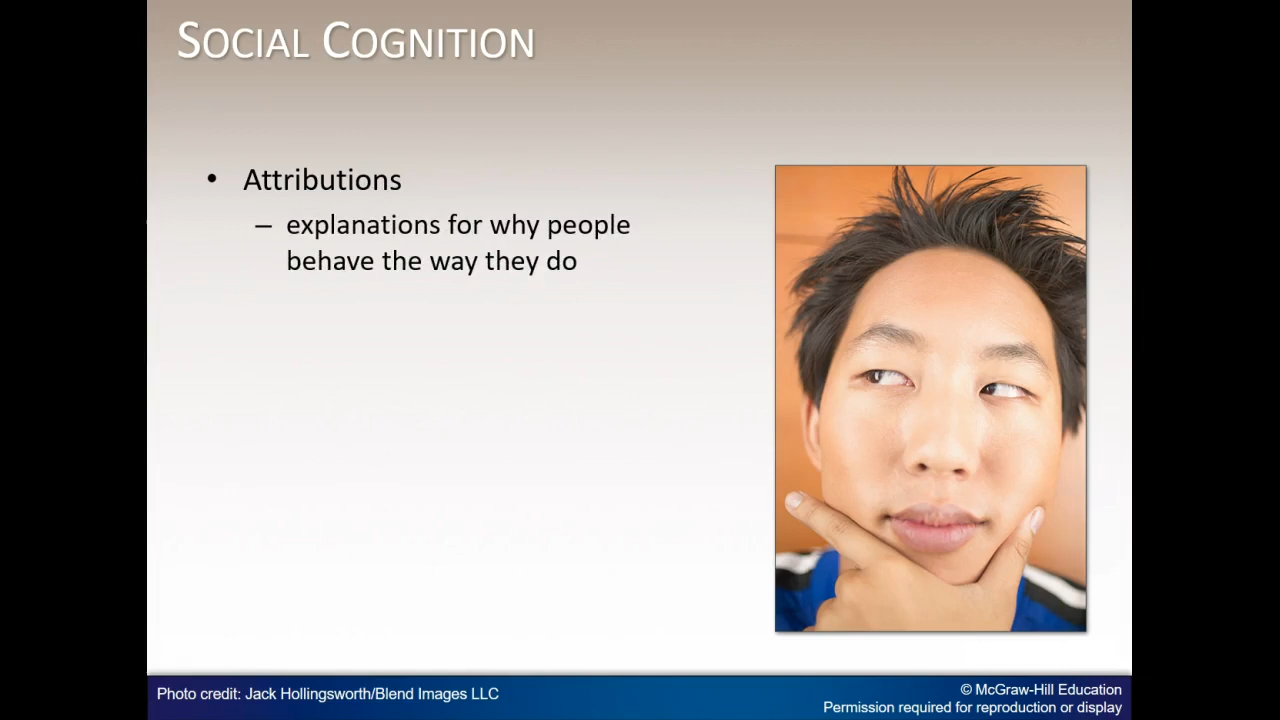 SOCIAL COGNITION
• Attributions
– explanations for why people
behave the way they do
Photo credit: Jack Hollingsworth/Blend Images LLC
© McGraw-Hill Education
Permission required for reproduction or display